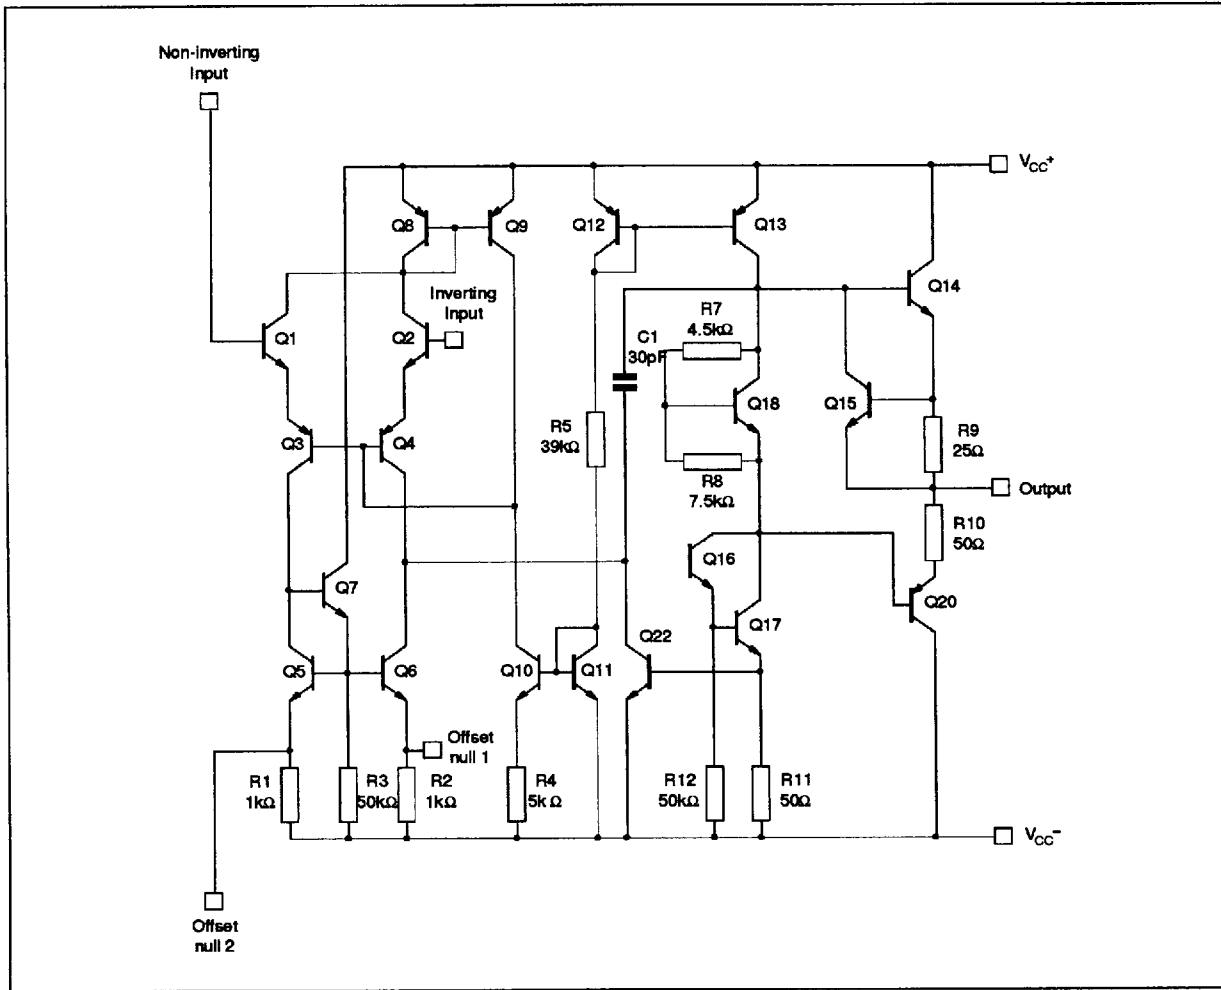 Non-inverting
Input
VCC+
Q8
Q9
Q12
Q13
Q14
Inverting
Input
R7
4.5kΩ
C1
30pF
Q1
Q2
Q18
Q15
Q3
Q4
R5
39kΩ
R9
25Ω
R8
7.5kΩ
Output
R10
50Ω
Q16
Q7
Q20
Q17
Q22
Q5
Q6
Q10
Q11
Offset
null 1
R1
1kΩ
R3
50kΩ
R2
1kΩ
R4
5kΩ
R12
50kΩ
R11
50Ω
VCC–
Offset
null 2